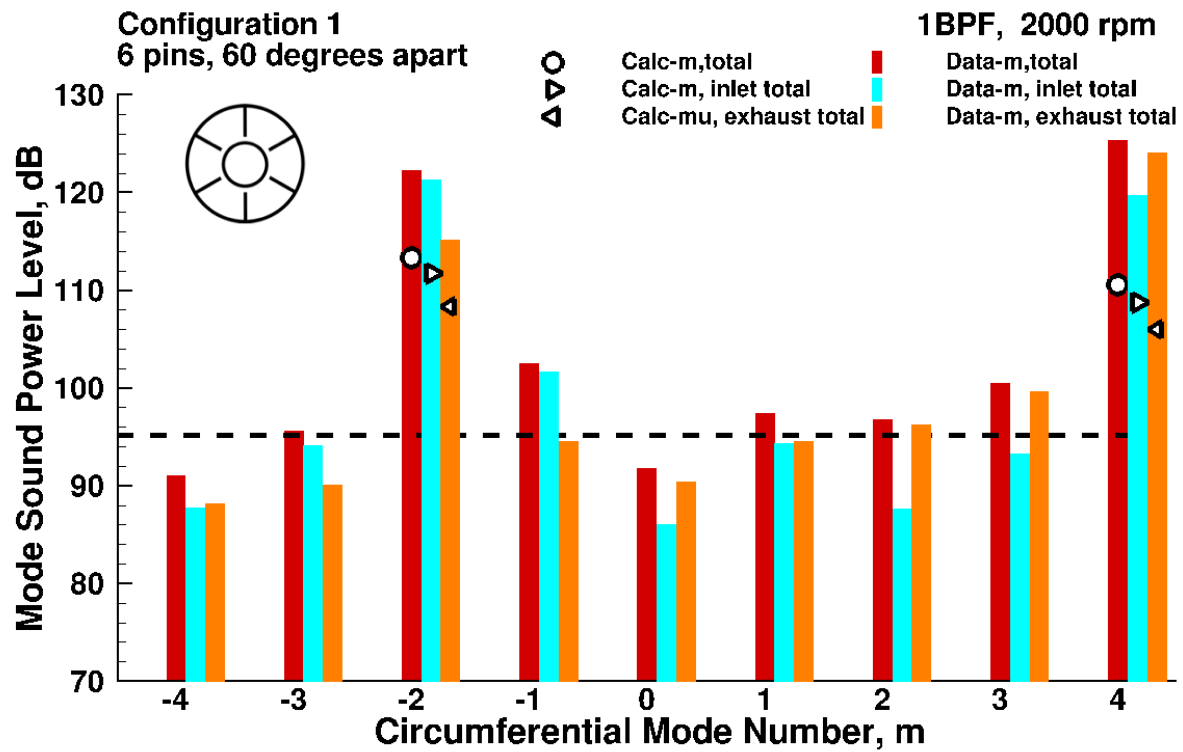 Configuration 1
6 pins, 60 degrees apart
1BPF, 2000 rpm
Calc-m,total
Calc-m, inlet total
Calc-mu, exhaust total
Data-m,total
Data-m, inlet total
Data-m, exhaust total
Mode Sound Power Level, dB
130
120
110
100
90
80
70
-4 -3 -2 -1 0 1 2 3 4
Circumferential Mode Number, m